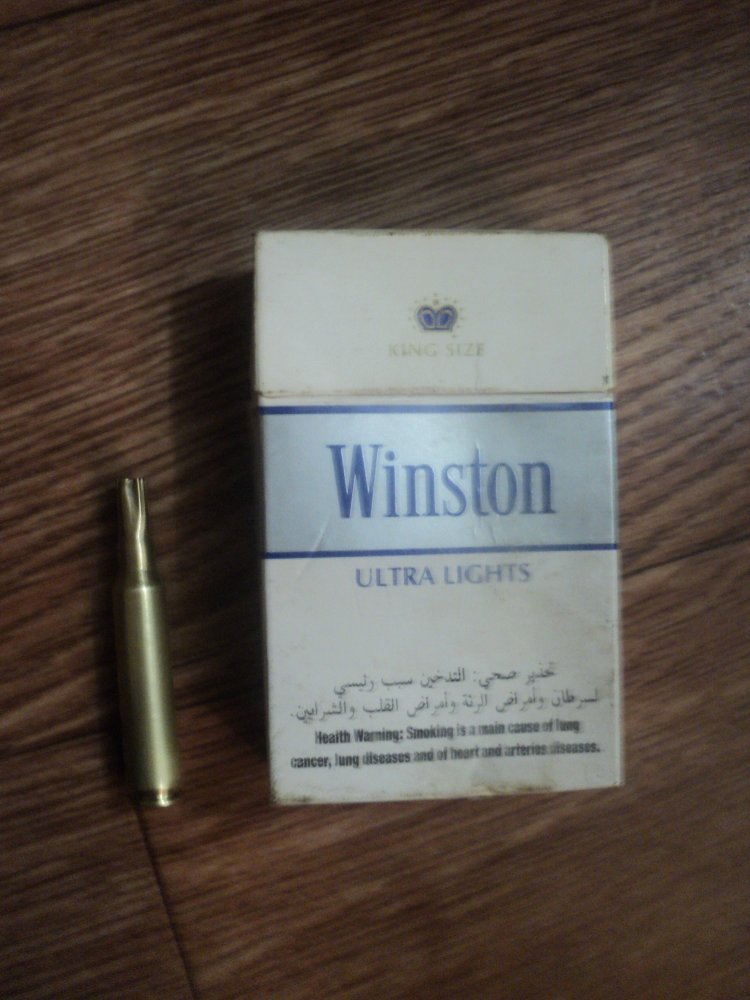 KING SIZE
Winston
ULTRA LIGHTS
تحذير صحي: التدخين سبب رئيسي
لسرطان وأمراض الرئة وأمراض القلب والشرايين.
Health Warning: Smoking is a main cause of lung
cancer, lung diseases and of heart and arteries diseases.